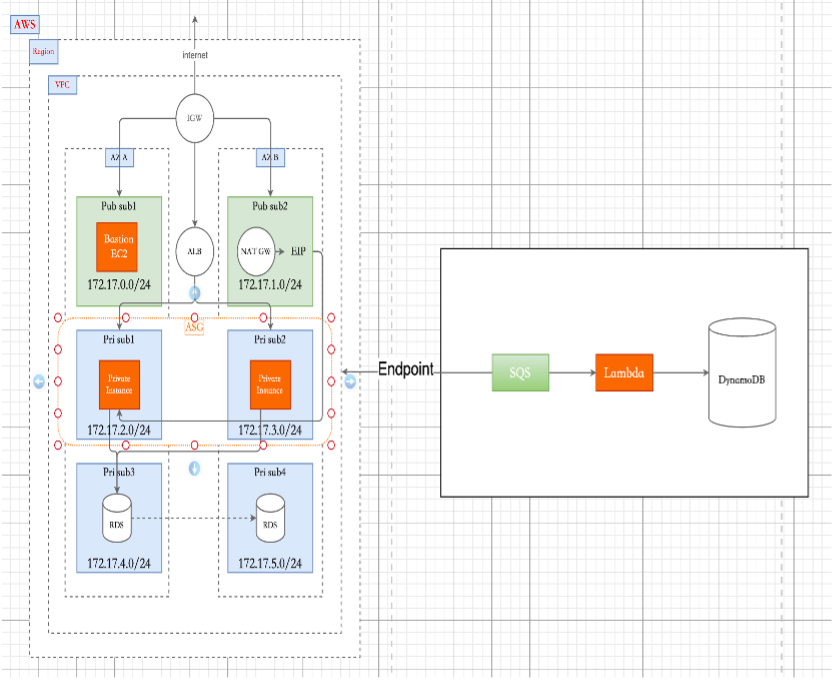 AWS
Region
VPC
internet
IGW
AZ A
AZ B
Pub sub1
Pub sub2
Bastion
EC2
ALB
NAT GW
EIP
172.17.0.0/24
172.17.1.0/24
ASG
Pri sub1
Pri sub2
Private
Instance
Private
Instance
172.17.2.0/24
172.17.3.0/24
Endpoint
SQS
Lambda
DynamoDB
Pri sub3
Pri sub4
RDS
RDS
172.17.4.0/24
172.17.5.0/24